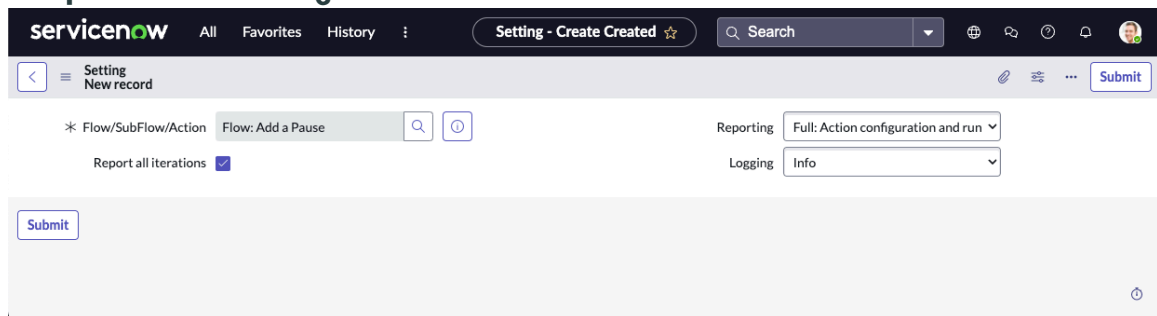 servicenow All Favorites History Setting - Create Created Search
Setting
New record
Submit
Flow/SubFlow/Action Flow: Add a Pause
Reporting Full: Action configuration and run
Report all iterations
Logging Info
Submit